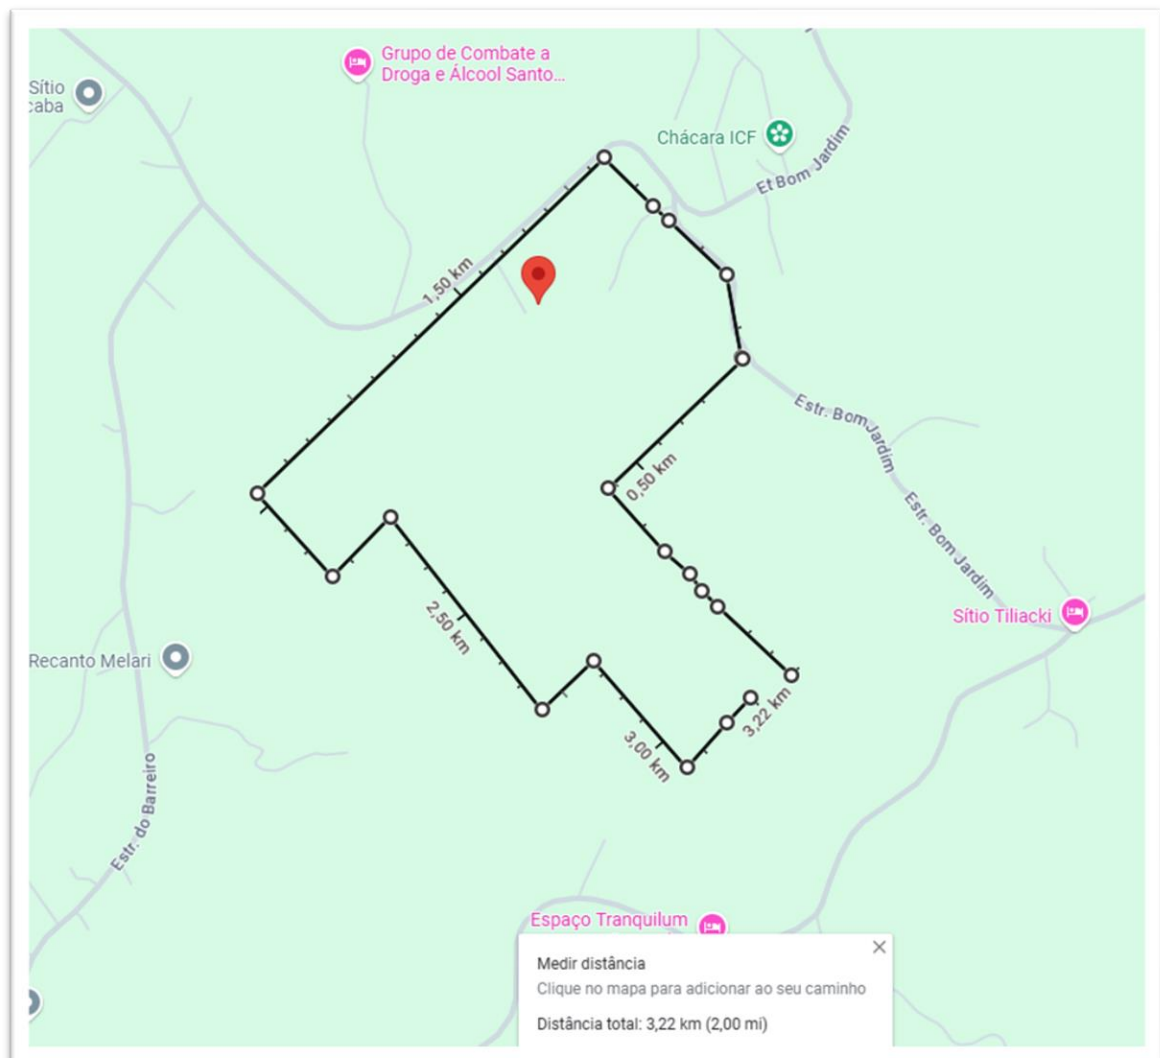 Grupo de Combate a
Droga e Álcool Santo...
Sítio
caba
Chácara ICF
Et Bom Jardim
1,50 km
Estr. Bom Jardim
0,50 km
Estr. Bom Jardim
2,50 km
Sítio Tiliacki
Recanto Melari
3,22 km
3,00 km
Estr. do Barreiro
Espaço Tranquilum
Medir distância
Clique no mapa para adicionar ao seu caminho
Distância total: 3,22 km (2,00 mi)